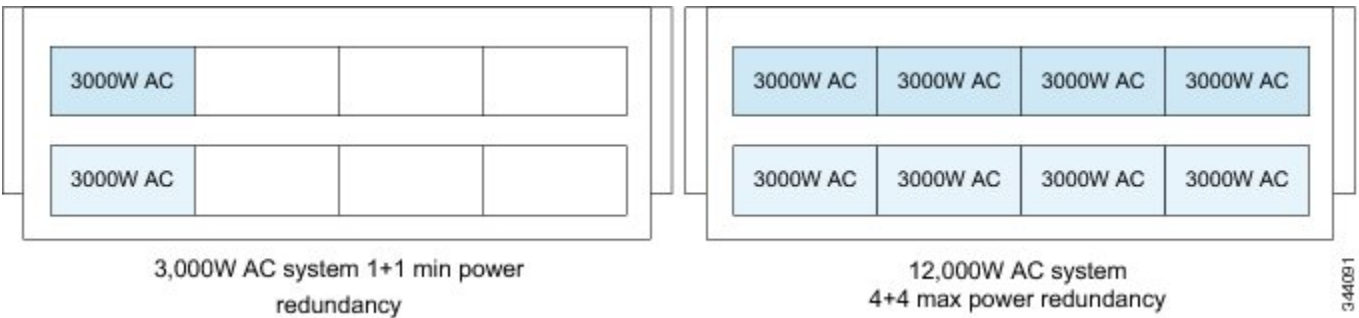 3000W AC
3000W AC
3,000W AC system 1+1 min power
redundancy
3000W AC 3000W AC 3000W AC 3000W AC
3000W AC 3000W AC 3000W AC 3000W AC
12,000W AC system
4+4 max power redundancy
344091